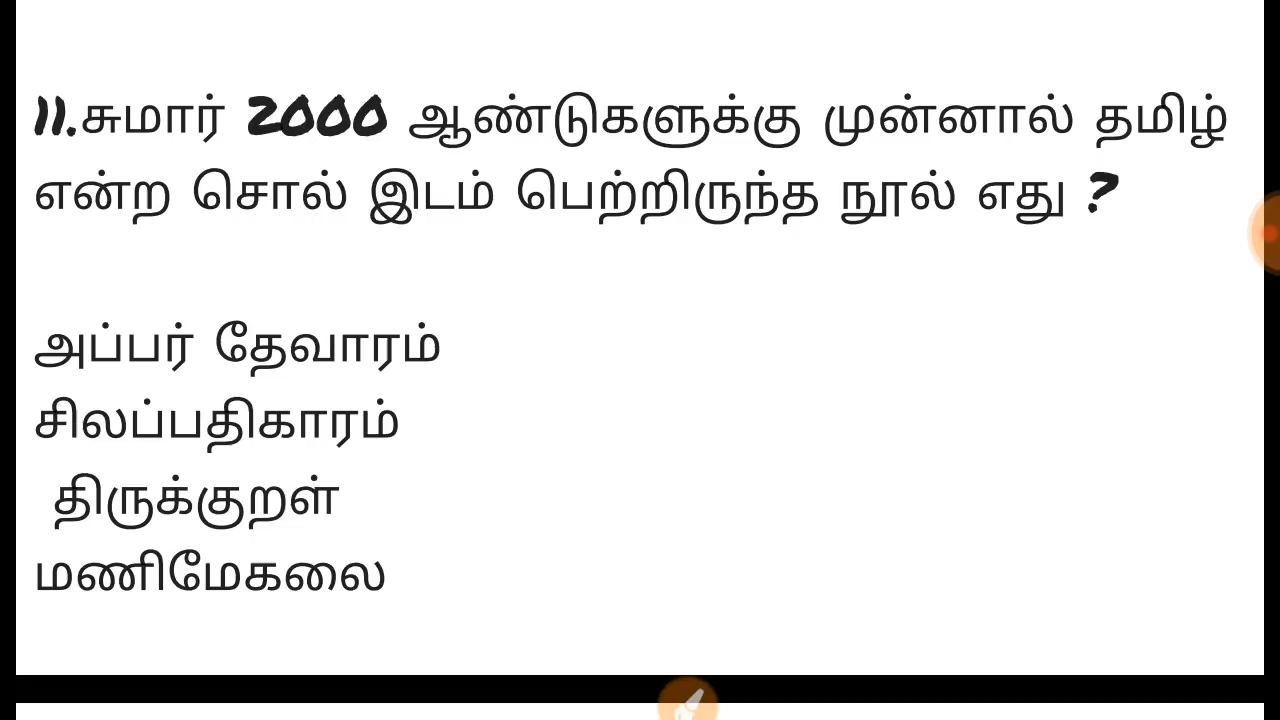 11.சுமார் 2000 ஆண்டுகளுக்கு முன்னால் தமிழ்
என்ற சொல் இடம் பெற்றிருந்த நூல் எது ?
அப்பர் தேவாரம்
சிலப்பதிகாரம்
திருக்குறள்
மணிமேகலை